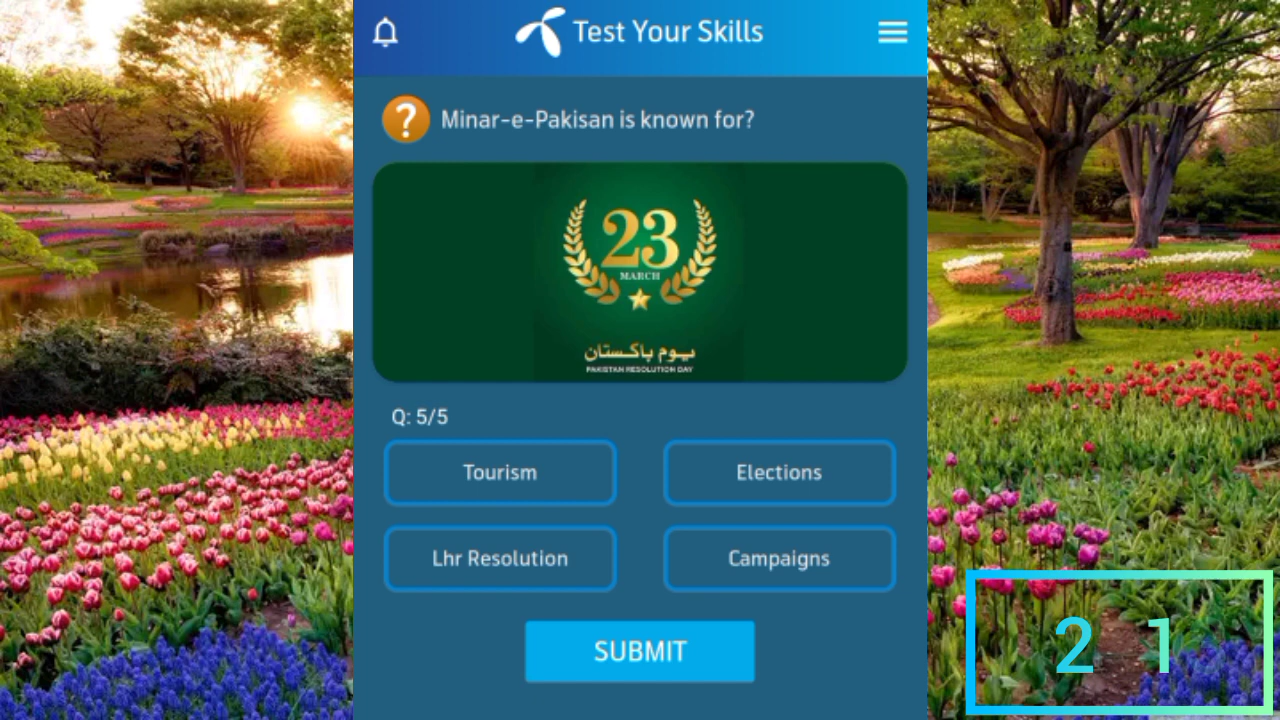 Test Your Skills
? Minar-e-Pakisan is known for?
23
MARCH
یوم پاکستان
PAKISTAN RESOLUTION DAY
Q: 5/5
Tourism
Elections
Lhr Resolution
Campaigns
SUBMIT
2 1